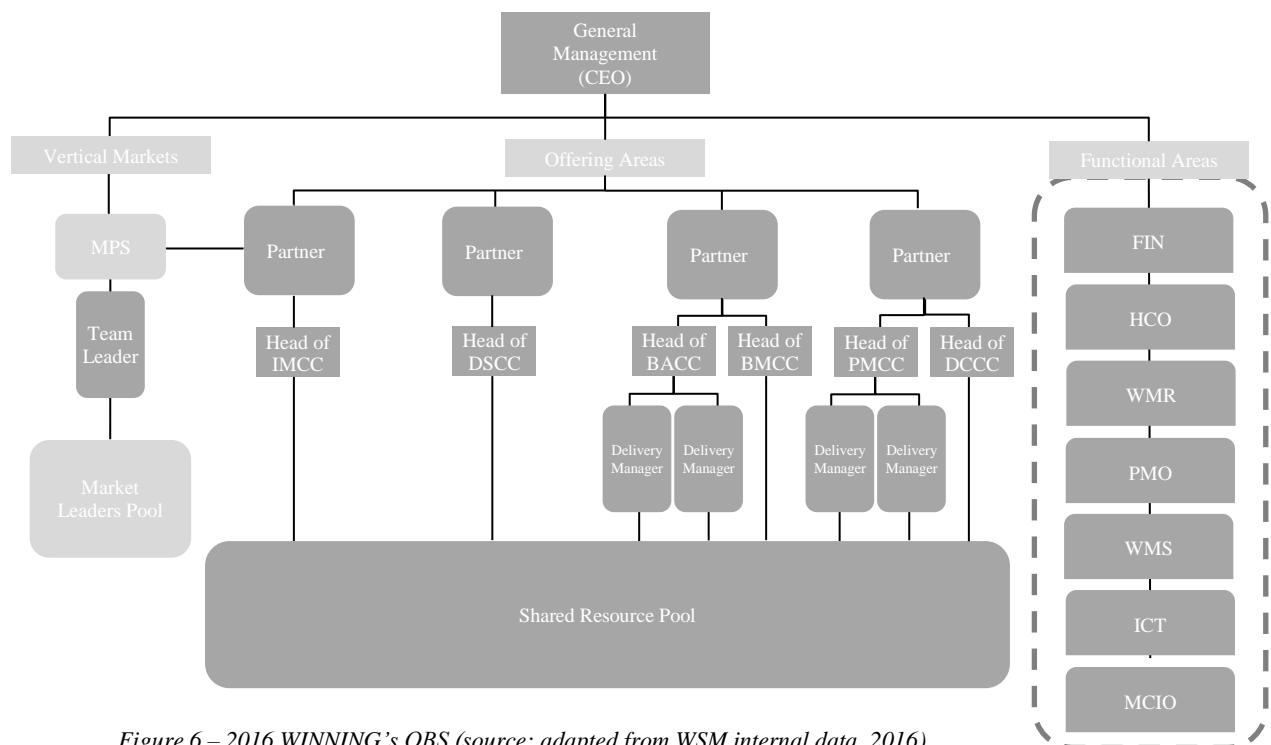 General
Management
(CEO)
Vertical Markets
Offering Areas
Functional Areas
MPS
Partner
Partner
Partner
Partner
FIN
Team
Leader
Head of
IMCC
Head of
DSCC
Head of
BACC
Head of
BMCC
Head of
PMCC
Head of
DCCC
HCO
WMR
Delivery
Manager
Delivery
Manager
Delivery
Manager
Delivery
Manager
PMO
Market
Leaders Pool
WMS
Shared Resource Pool
ICT
MCIO
Figure 6 – 2016 WINNING's OBS (source: adapted from WSM internal data, 2016)